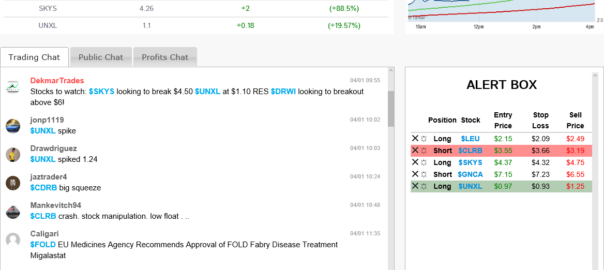 SKYS 4.26 +2 (+88.5%)
UNXL 1.1 +0.18 (+19.57%)
10am 12pm 2pm 4pm
Trading Chat Public Chat Profits Chat
DekmarTrades 04/01 09:55
Stocks to watch: $SKYS looking to break $4.50 $UNXL at $1.10 RES $DRWI looking to breakout
above $6!
jonp1119 04/01 10:02
$UNXL spike
Drawdriguez 04/01 10:03
$UNXL spiked 1.24
jaztrader4 04/01 10:24
$CDRB big squeeze
Mankevitch94 04/01 10:48
$CLRB crash. stock manipulation. low float . ..
Caligari 04/01 11:35
$FOLD EU Medicines Agency Recommends Approval of FOLD Fabry Disease Treatment
Migalastat
ALERT BOX
Position Stock Entry Price Stop Loss Sell Price
Long $LEU $2.15 $2.09 $2.49
Short $CLRB $3.55 $3.66 $3.19
Long $SKYS $4.37 $4.32 $4.75
Short $GNCA $7.15 $7.23 $6.55
Long $UNXL $0.97 $0.93 $1.25